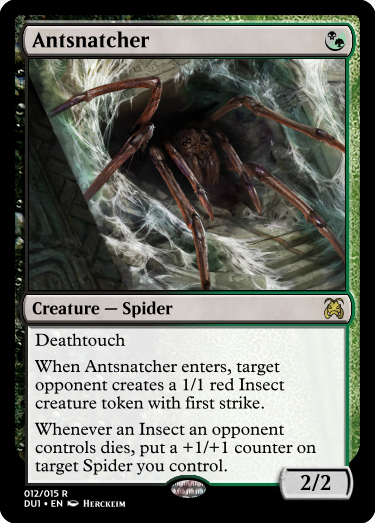 Antsnatcher
Creature — Spider
Deathtouch
When Antsnatcher enters, target
opponent creates a 1/1 red Insect
creature token with first strike.
Whenever an Insect an opponent
controls dies, put a +1/+1 counter on
target Spider you control.
2/2
012/015 R
DUI • EN Herckeim